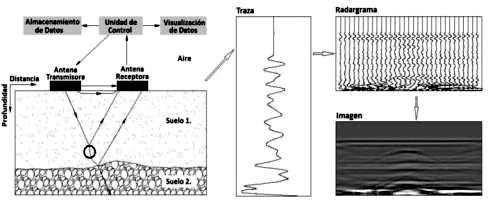 Almacenamiento
de Datos
Unidad de
Control
Visualización
de Datos
Aire
Distancia
Antena
Transmisora
Antena
Receptora
Profundidad
Suelo 1.
Suelo 2.
Traza
Radargrama
Imagen